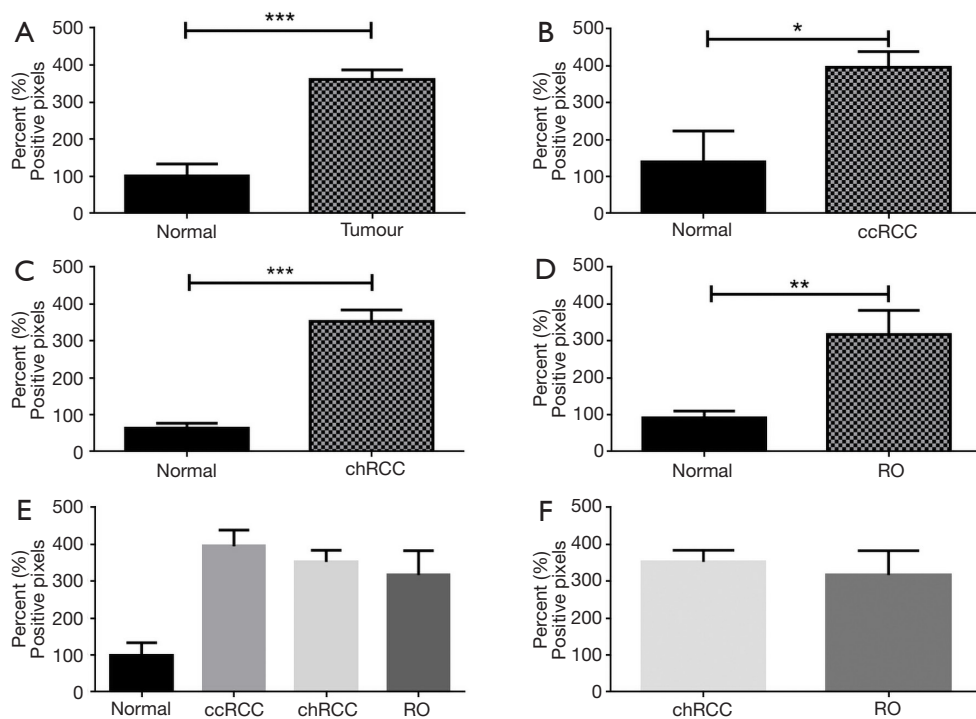 A
Percent (%)
Positive pixels
500
400
300
200
100
0
***
Normal Tumour
B
Percent (%)
Positive pixels
500
400
300
200
100
0
*
Normal ccRCC
C
Percent (%)
Positive pixels
500
400
300
200
100
0
***
Normal chRCC
D
Percent (%)
Positive pixels
500
400
300
200
100
0
**
Normal RO
E
Percent (%)
Positive pixels
500
400
300
200
100
0
Normal ccRCC chRCC RO
F
Percent (%)
Positive pixels
500
400
300
200
100
0
chRCC RO